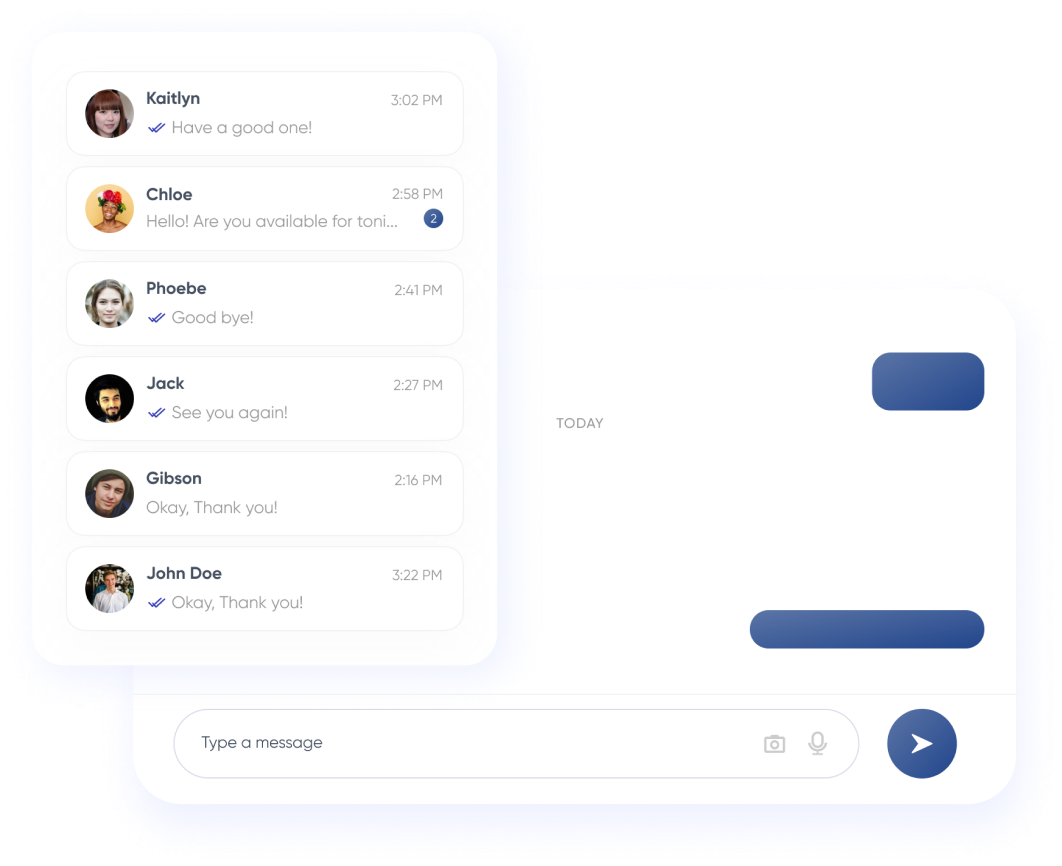 Kaitlyn
3:02 PM
Have a good one!
Chloe
2:58 PM
Hello! Are you available for toni...
2
Phoebe
2:41 PM
Good bye!
Jack
2:27 PM
See you again!
Gibson
2:16 PM
Okay, Thank you!
John Doe
3:22 PM
Okay, Thank you!
TODAY
Type a message